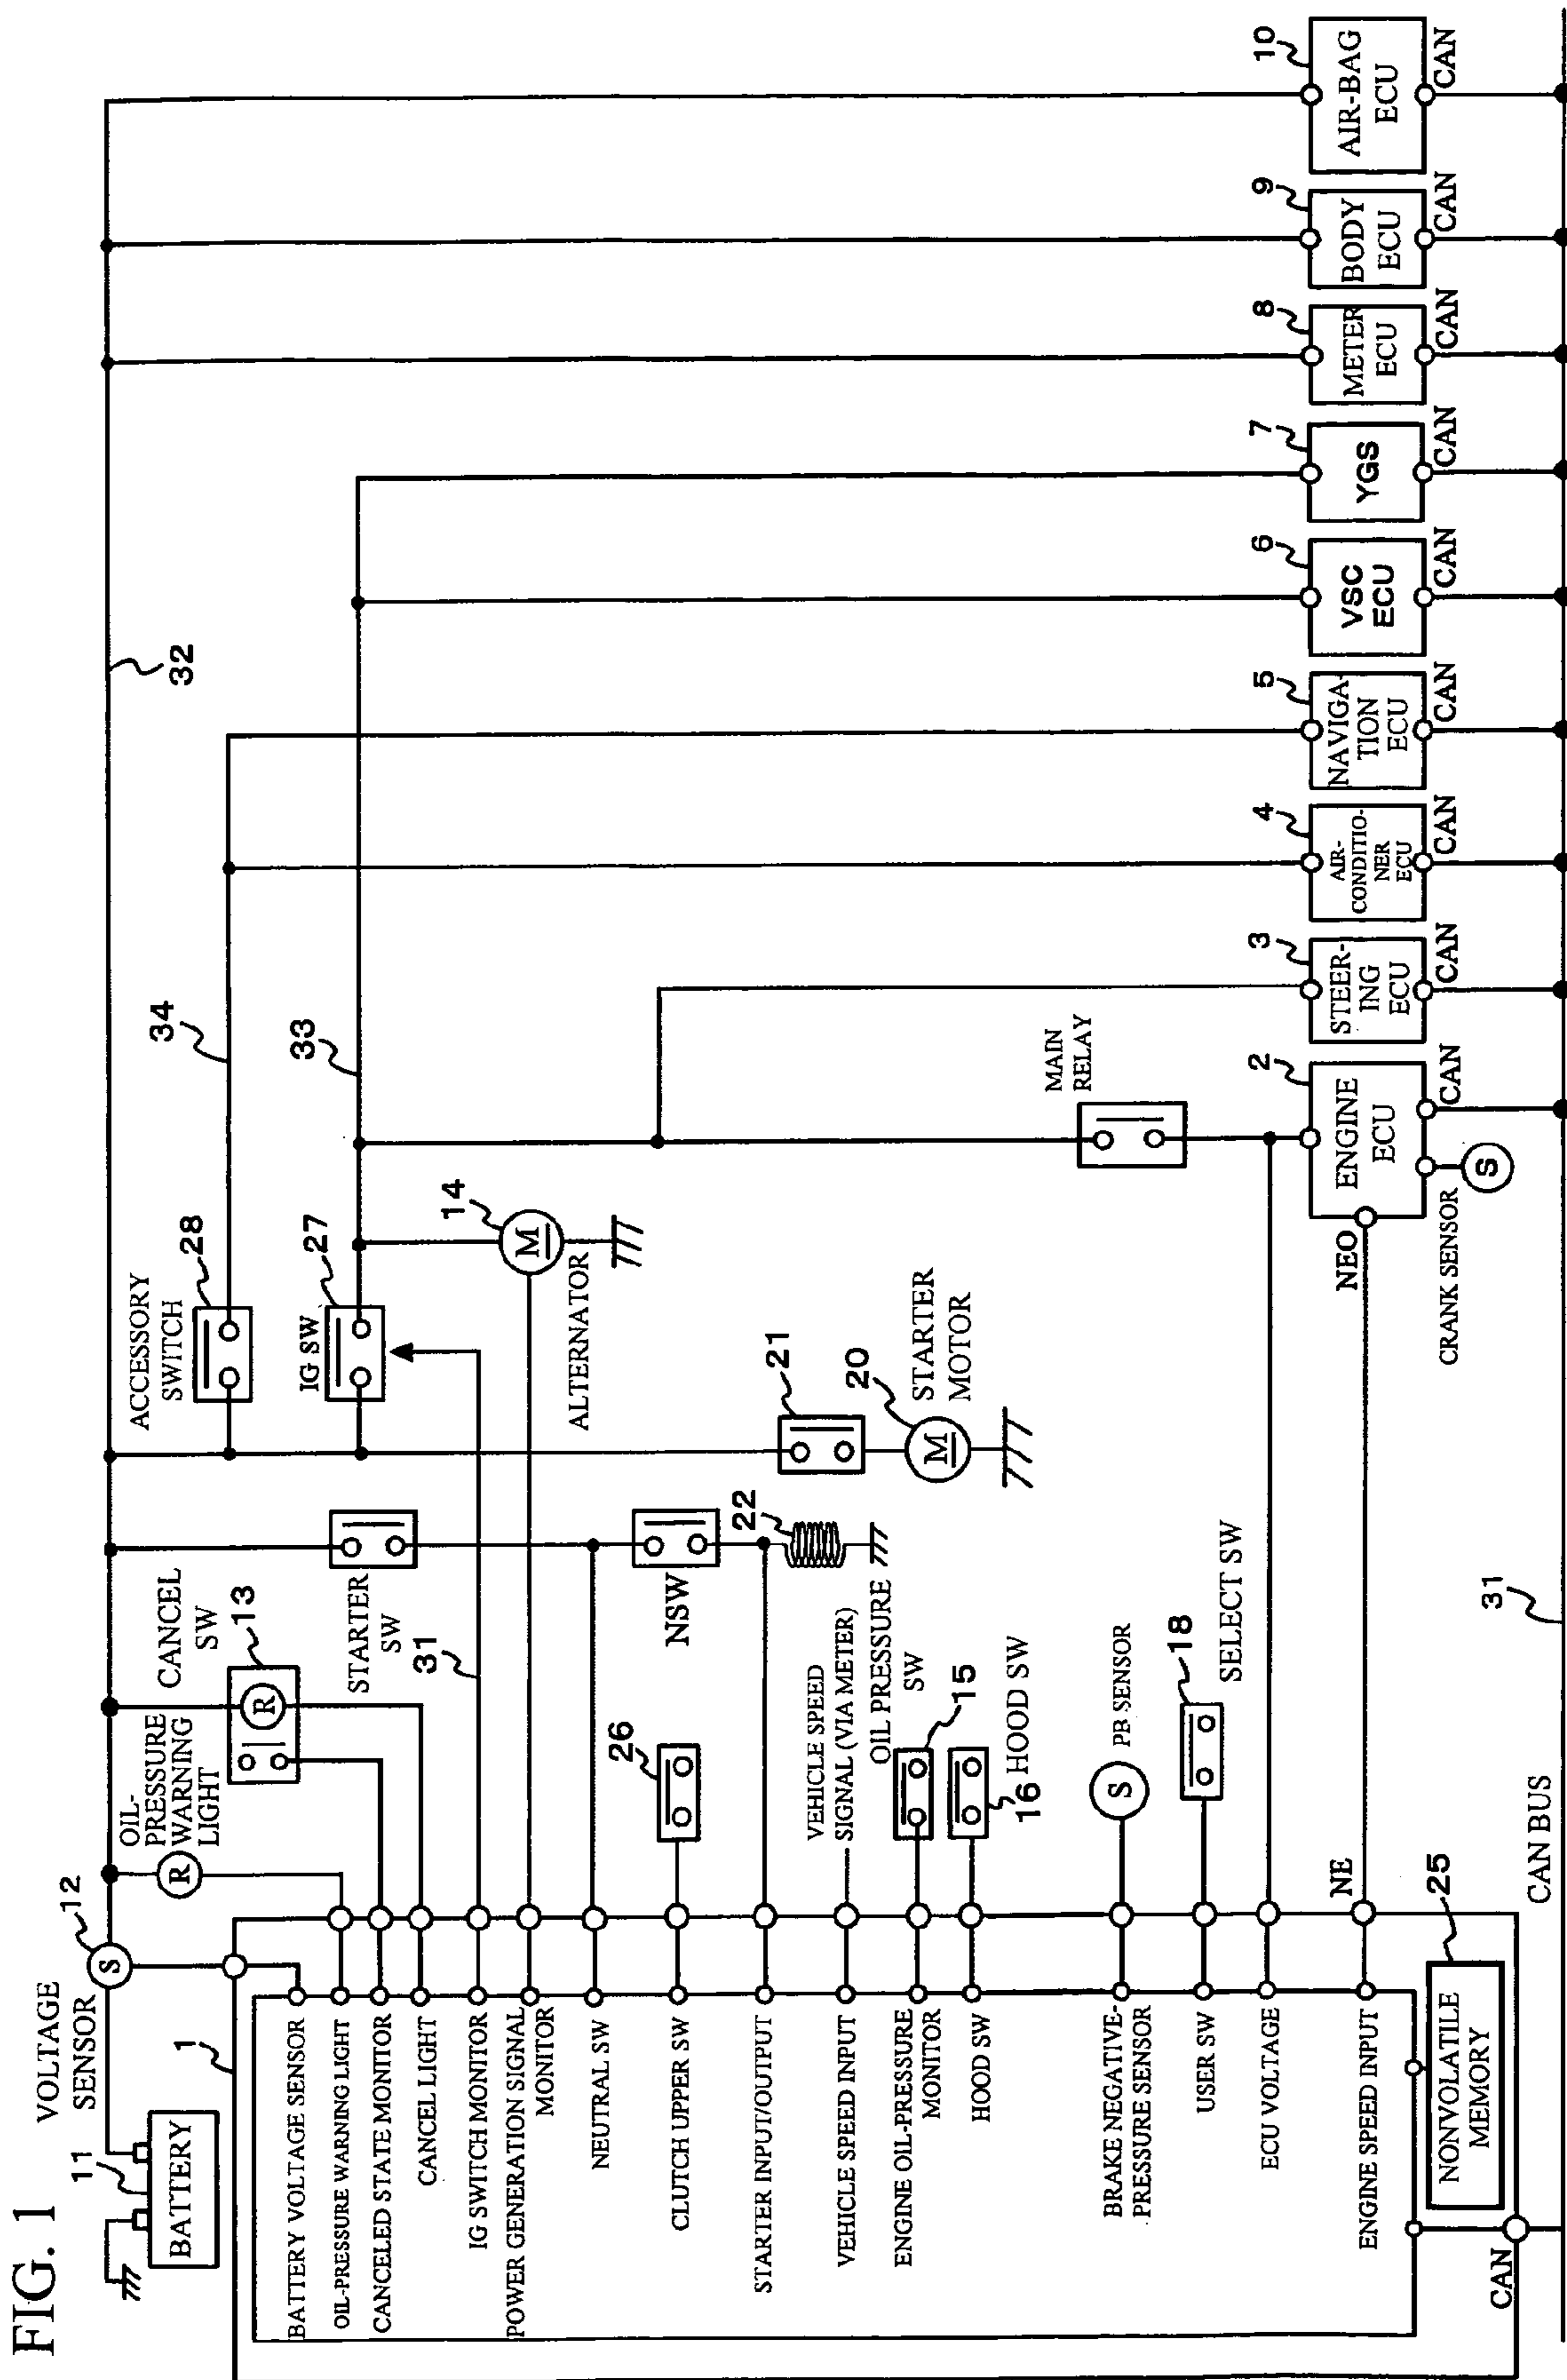 FIG. 1
VOLTAGE
SENSOR
12
11
BATTERY
1
OIL-
PRESSURE
WARNING
LIGHT
R
S
CANCEL
SW
13
R
STARTER
SW
31
NSW
22
ACCESSORY
SWITCH
28
IG SW
27
14
M
ALTERNATOR
21
20
M
STARTER
MOTOR
34
33
32
26
VEHICLE SPEED
SIGNAL (VIA METER)
OIL PRESSURE
SW
15
16
HOOD SW
S
PB SENSOR
18
SELECT SW
BATTERY VOLTAGE SENSOR
OIL-PRESSURE WARNING LIGHT
CANCELED STATE MONITOR
CANCEL LIGHT
IG SWITCH MONITOR
POWER GENERATION SIGNAL
MONITOR
NEUTRAL SW
CLUTCH UPPER SW
STARTER INPUT/OUTPUT
VEHICLE SPEED INPUT
ENGINE OIL-PRESSURE
MONITOR
HOOD SW
BRAKE NEGATIVE-
PRESSURE SENSOR
USER SW
ECU VOLTAGE
ENGINE SPEED INPUT
NE
NONVOLATILE
MEMORY
25
CAN
CAN BUS
31
MAIN
RELAY
NEO
CRANK SENSOR
S
2
ENGINE
ECU
CAN
3
STEER-
ING
ECU
CAN
4
AIR-
CONDITIO-
NER
ECU
CAN
5
NAVIGA-
TION
ECU
CAN
6
VSC
ECU
CAN
7
YGS
CAN
8
METER
ECU
CAN
9
BODY
ECU
CAN
10
AIR-BAG
ECU
CAN